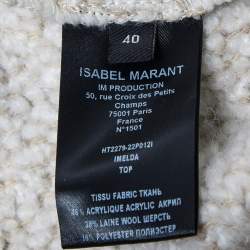 40
ISABEL MARANT
IM PRODUCTION
50, rue Croix des Petits
Champs
75001 Paris
France
N°1501
HT2279-22P012I
IMELDA
TOP
TISSU FABRIC ТКАНЬ
ACRYLIQUE ACRYLIC АКРИЛ
LAINE WOOL ШЕРСТЬ
POLYESTER ПОЛИЭСТЕР